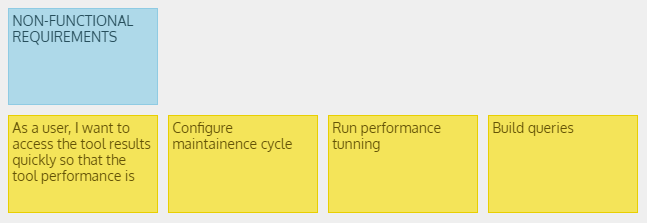 NON-FUNCTIONAL
REQUIREMENTS
As a user, I want to
access the tool results
quickly so that the
tool performance is
Configure
maintainence cycle
Run performance
tunning
Build queries